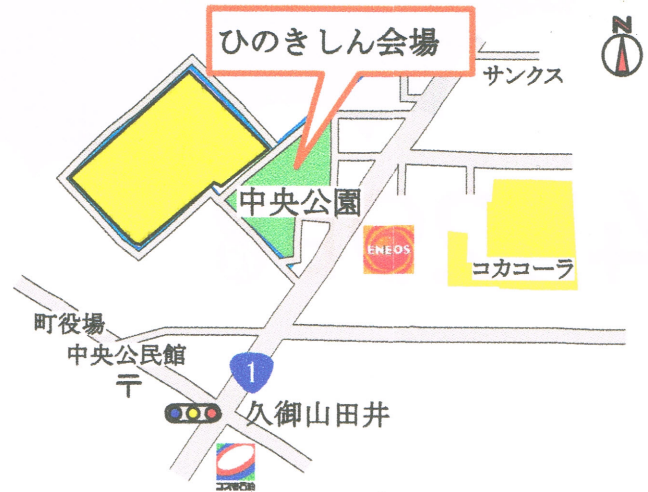 ひのきしん会場
N
サンクス
中央公園
ENEOS
コカコーラ
町役場
中央公民館
〒
1
久御山田井
コスモ石油